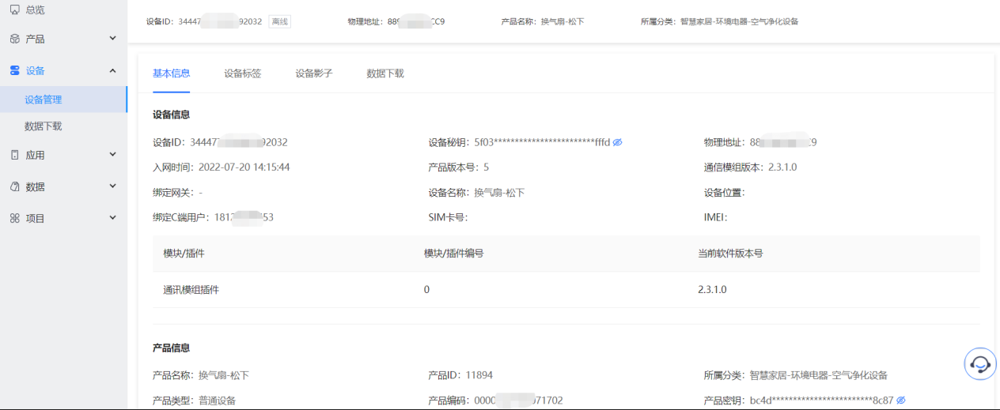 总览
产品
设备
设备管理
数据下载
应用
数据
项目
设备ID：34447 92032 离线 物理地址：889 CC9 产品名称：换气扇-松下 所属分类：智慧家居-环境电器-空气净化设备
基本信息 设备标签 设备影子 数据下载
设备信息
设备ID：34447 92032 设备秘钥：5f03************************fffd 物理地址：88 C9
入网时间：2022-07-20 14:15:44 产品版本号：5 通信模组版本：2.3.1.0
绑定网关：- 设备名称：换气扇-松下 设备位置：
绑定C端用户：181 53 SIM卡号： IMEI：
模块/插件 模块/插件编号 当前软件版本号
通讯模组插件 0 2.3.1.0
产品信息
产品名称：换气扇-松下 产品ID：11894 所属分类：智慧家居-环境电器-空气净化设备
产品类型：普通设备 产品编码：0000 071702 产品密钥：bc4d************************8c87